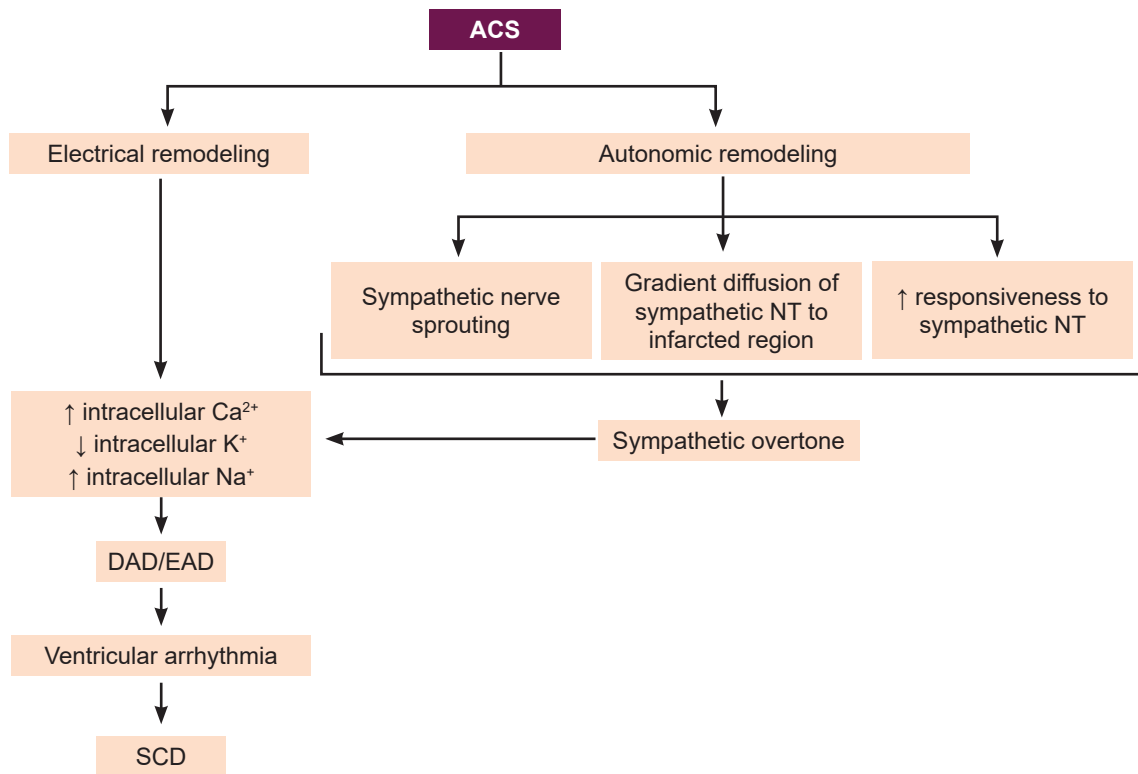 ACS
Electrical remodeling
Autonomic remodeling
Sympathetic nerve
sprouting
Gradient diffusion of
sympathetic NT to
infarcted region
↑ responsiveness to
sympathetic NT
↑ intracellular Ca²⁺
↓ intracellular K⁺
↑ intracellular Na⁺
Sympathetic overtone
DAD/EAD
Ventricular arrhythmia
SCD